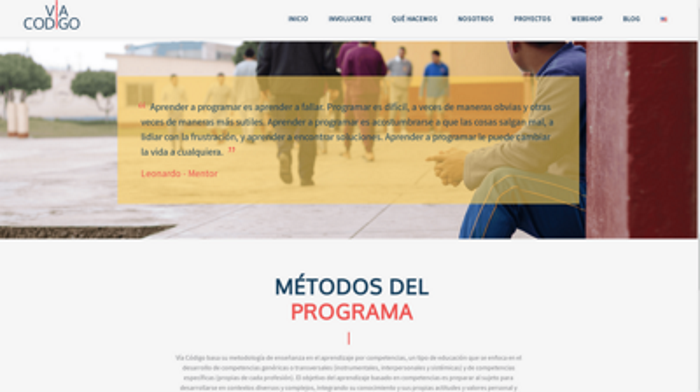 VÍA
CÓDIGO
INICIO INVOLUCRATE QUÉ HACEMOS NOSOTROS PROYECTOS WEBSHOP BLOG
" Aprender a programar es aprender a fallar. Programar es difícil, a veces de maneras obvias y otras
veces de maneras más sutiles. Aprender a programar es acostumbrarse a que las cosas salgan mal, a
lidiar con la frustración, y aprender a encontrar soluciones. Aprender a programar le puede cambiar
la vida a cualquiera. "
Leonardo - Mentor
MÉTODOS DEL
PROGRAMA
Vía Código basa su metodología de enseñanza en el aprendizaje por competencias, un tipo de educación que se enfoca en el
desarrollo de competencias genéricas o transversales (instrumentales, interpersonales y sistémicas) y de competencias
específicas (propias de cada profesión). El objetivo del aprendizaje basado en competencias es preparar al sujeto para
desarrollarse en contextos diversos y complejos, integrando su conocimiento y sus propias actitudes y valores personal y